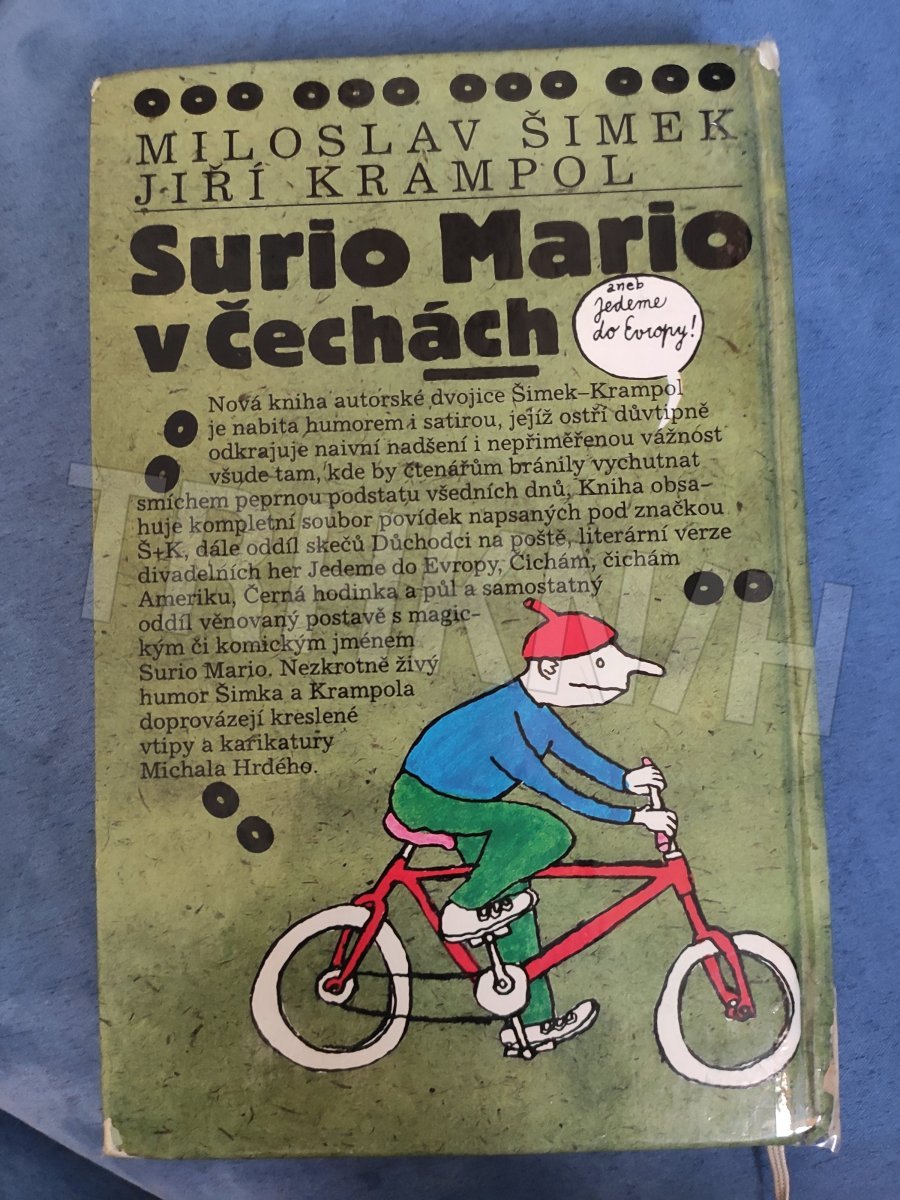 MILOSLAV ŠIMEK
JIŘÍ KRAMPOL
Surio Mario
v Čechách
aneb
Jedeme
do Evropy!
Nová kniha autorské dvojice Šimek–Krampol
je nabita humorem i satirou, jejíž ostří důvtipně
odkrajuje naivní nadšení i nepřiměřenou vážnost
všude tam, kde by čtenářům bránily vychutnat
smíchem peprnou podstatu všedních dnů. Kniha obsa–
huje kompletní soubor povídek napsaných pod značkou
Š+K, dále oddíl skečů Důchodci na poště, literární verze
divadelních her Jedeme do Evropy, Čichám, čichám
Ameriku, Černá hodinka a půl a samostatný
oddíl věnovaný postavě s magic–
kým či komickým jménem
Surio Mario. Nezkrotně živý
humor Šimka a Krampola
doprovázejí kreslené
vtipy a karikatury
Michala Hrdého.